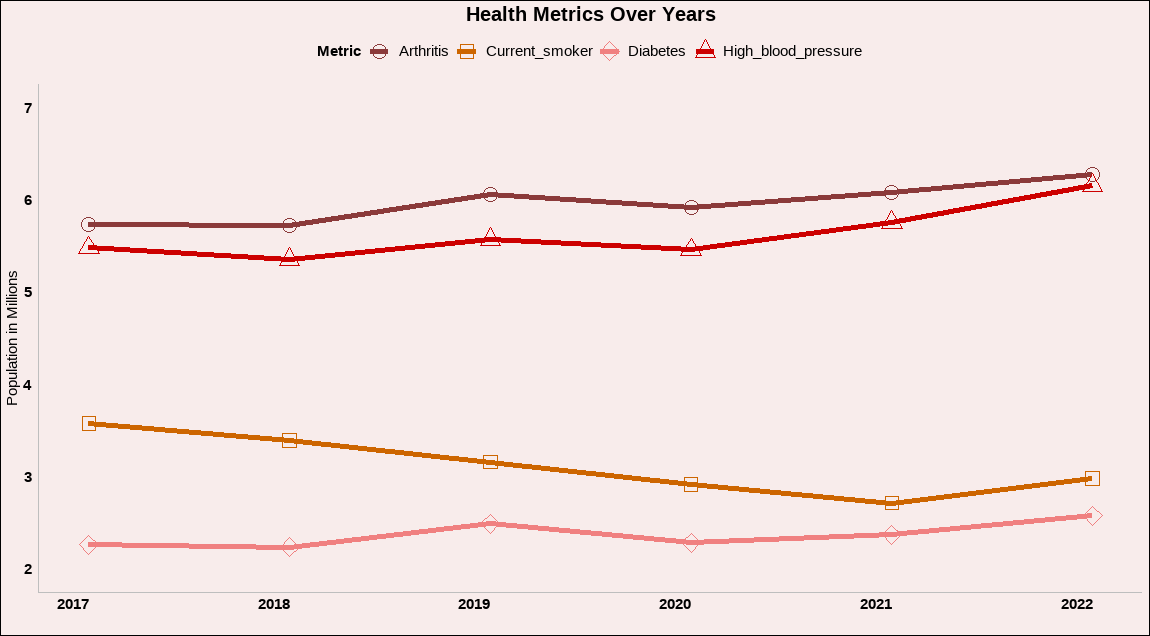 Health Metrics Over Years
Metric Arthritis Current_smoker Diabetes High_blood_pressure
7
6
5
4
3
2
Population in Millions
2017 2018 2019 2020 2021 2022